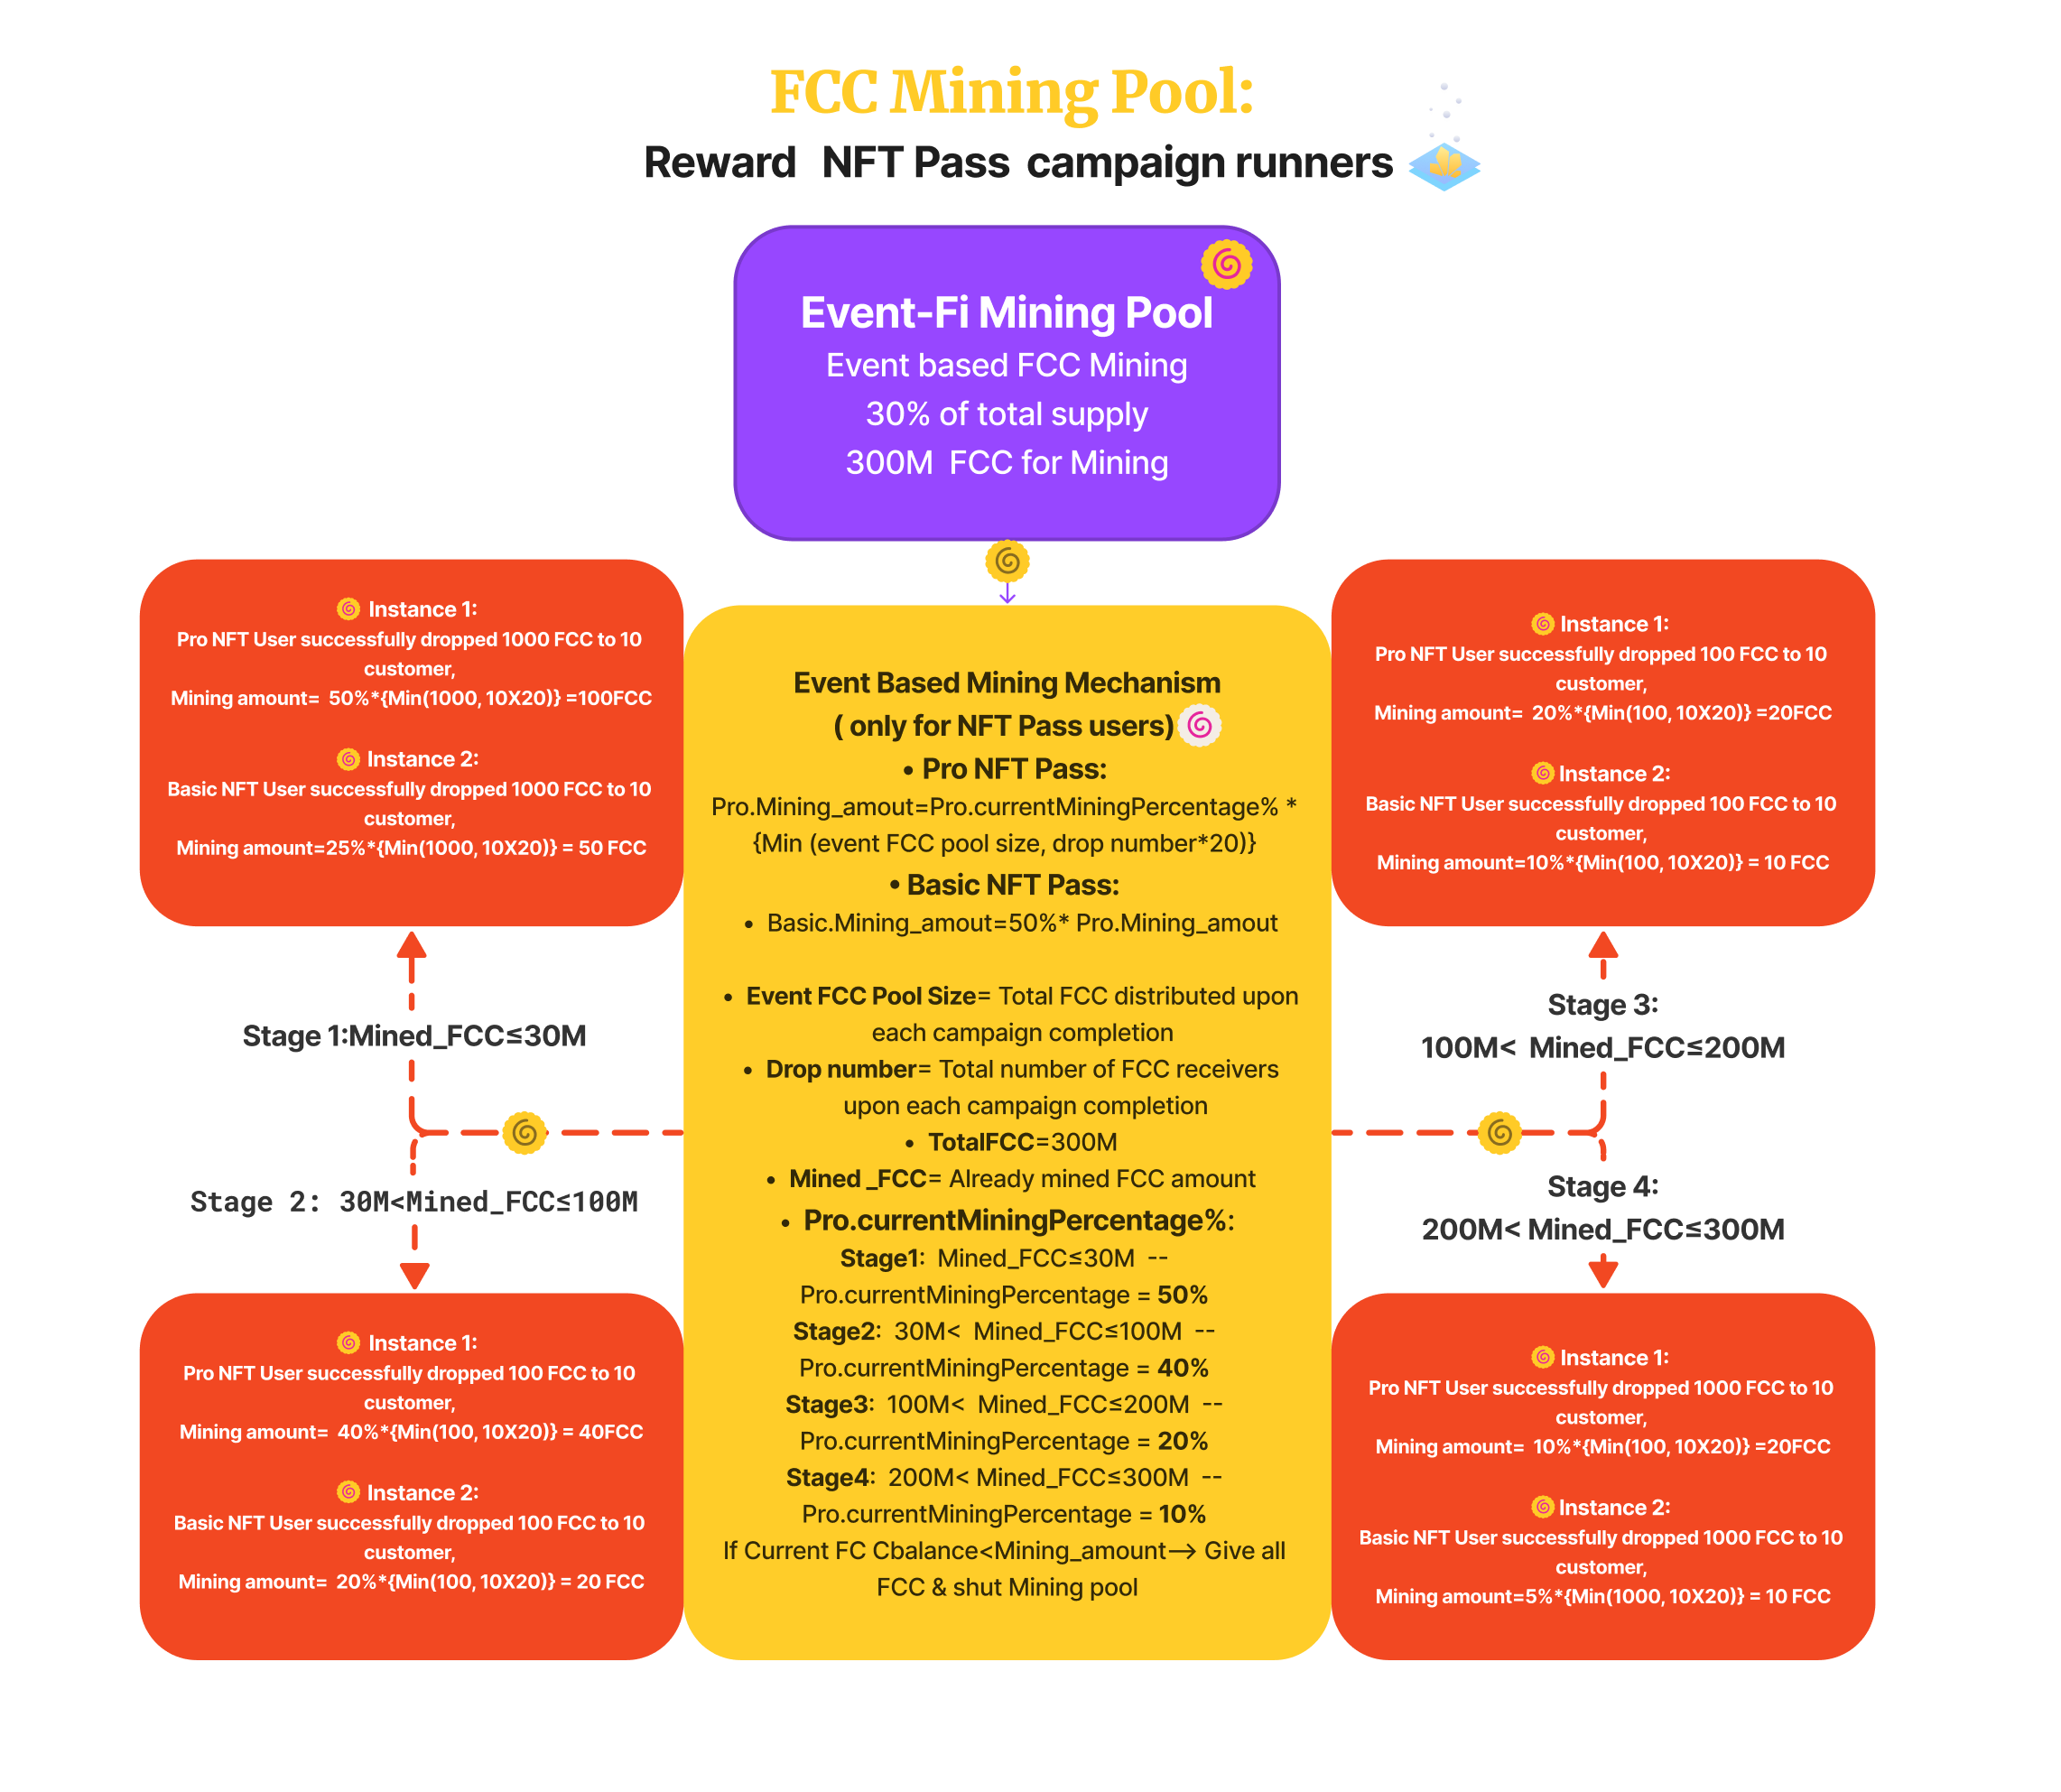 FCC Mining Pool:
Reward NFT Pass campaign runners
Event-Fi Mining Pool
Event based FCC Mining
30% of total supply
300M FCC for Mining
Instance 1:
Pro NFT User successfully dropped 1000 FCC to 10
customer,
Mining amount= 50%*{Min(1000, 10X20)} =100FCC
Instance 2:
Basic NFT User successfully dropped 1000 FCC to 10
customer,
Mining amount=25%*{Min(1000, 10X20)} = 50 FCC
Stage 1:Mined_FCC≤30M
Stage 2: 30M<Mined_FCC≤100M
Instance 1:
Pro NFT User successfully dropped 100 FCC to 10
customer,
Mining amount= 40%*{Min(100, 10X20)} = 40FCC
Instance 2:
Basic NFT User successfully dropped 100 FCC to 10
customer,
Mining amount= 20%*{Min(100, 10X20)} = 20 FCC
Event Based Mining Mechanism
( only for NFT Pass users)
• Pro NFT Pass:
Pro.Mining_amout=Pro.currentMiningPercentage% *
{Min (event FCC pool size, drop number*20)}
• Basic NFT Pass:
• Basic.Mining_amout=50%* Pro.Mining_amout
• Event FCC Pool Size= Total FCC distributed upon
each campaign completion
• Drop number= Total number of FCC receivers
upon each campaign completion
• TotalFCC=300M
• Mined _FCC= Already mined FCC amount
• Pro.currentMiningPercentage%:
Stage1: Mined_FCC≤30M --
Pro.currentMiningPercentage = 50%
Stage2: 30M< Mined_FCC≤100M --
Pro.currentMiningPercentage = 40%
Stage3: 100M< Mined_FCC≤200M --
Pro.currentMiningPercentage = 20%
Stage4: 200M< Mined_FCC≤300M --
Pro.currentMiningPercentage = 10%
If Current FC Cbalance<Mining_amount—> Give all
FCC & shut Mining pool
Instance 1:
Pro NFT User successfully dropped 100 FCC to 10
customer,
Mining amount= 20%*{Min(100, 10X20)} =20FCC
Instance 2:
Basic NFT User successfully dropped 100 FCC to 10
customer,
Mining amount=10%*{Min(100, 10X20)} = 10 FCC
Stage 3:
100M< Mined_FCC≤200M
Stage 4:
200M< Mined_FCC≤300M
Instance 1:
Pro NFT User successfully dropped 1000 FCC to 10
customer,
Mining amount= 10%*{Min(100, 10X20)} =20FCC
Instance 2:
Basic NFT User successfully dropped 1000 FCC to 10
customer,
Mining amount=5%*{Min(1000, 10X20)} = 10 FCC